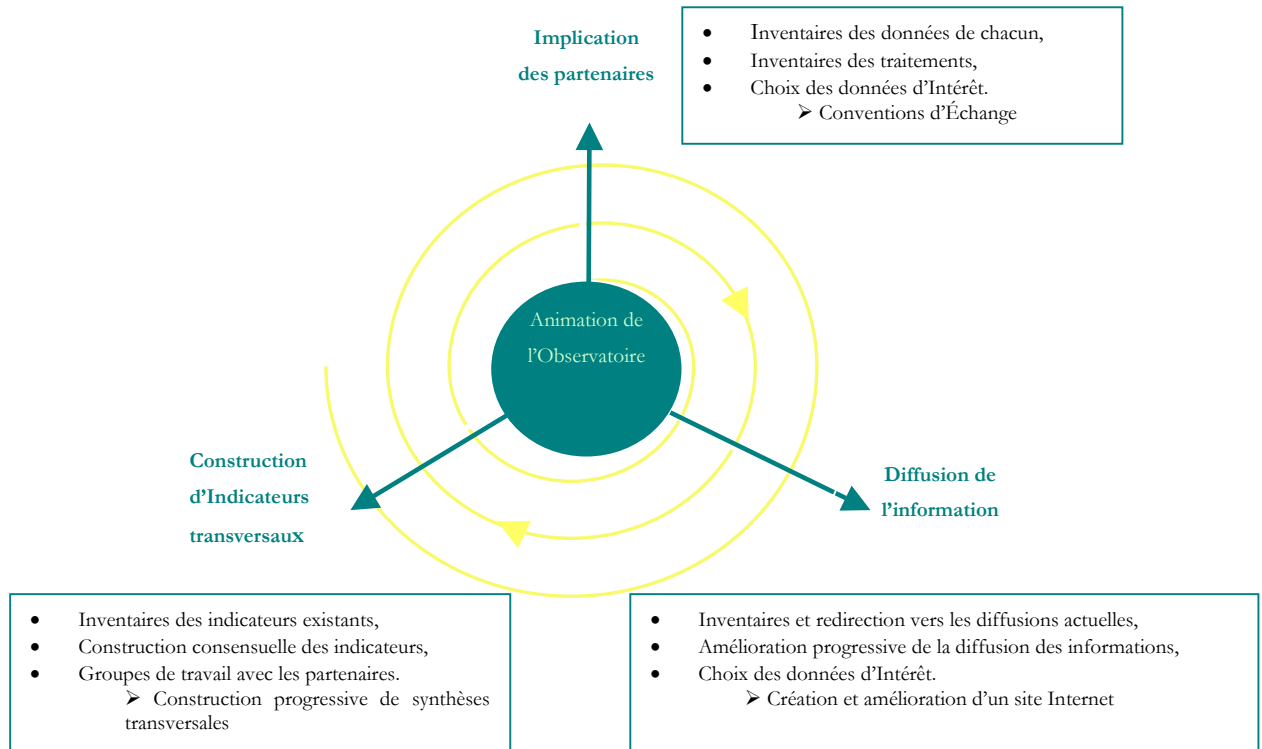 Implication
des partenaires
• Inventaires des données de chacun,
• Inventaires des traitements,
• Choix des données d'Intérêt.
➢ Conventions d'Échange
Animation de
l'Observatoire
Construction
d'Indicateurs
transversaux
Diffusion de
l'information
• Inventaires des indicateurs existants,
• Construction consensuelle des indicateurs,
• Groupes de travail avec les partenaires.
➢ Construction progressive de synthèses
transversales
• Inventaires et redirection vers les diffusions actuelles,
• Amélioration progressive de la diffusion des informations,
• Choix des données d'Intérêt.
➢ Création et amélioration d'un site Internet